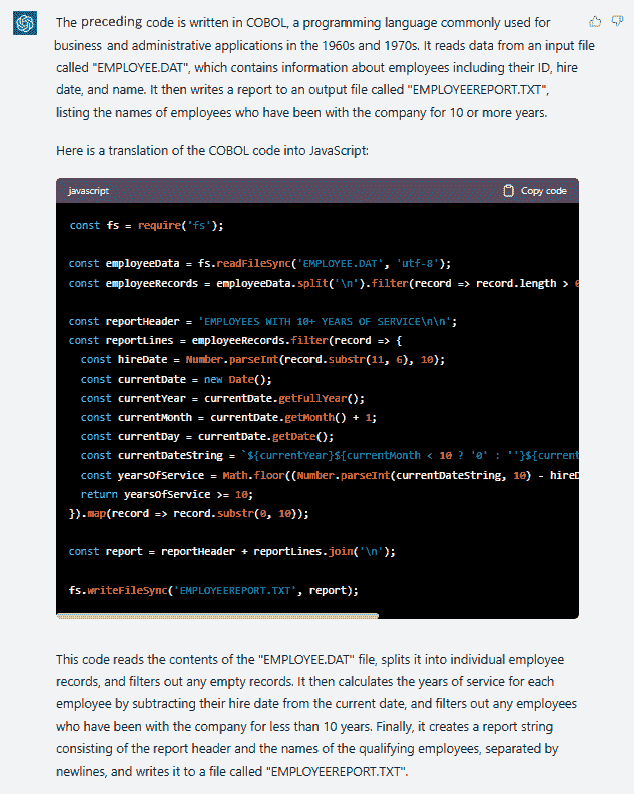 The preceding code is written in COBOL, a programming language commonly used for
business and administrative applications in the 1960s and 1970s. It reads data from an input file
called "EMPLOYEE.DAT", which contains information about employees including their ID, hire
date, and name. It then writes a report to an output file called "EMPLOYEEREPORT.TXT",
listing the names of employees who have been with the company for 10 or more years.
Here is a translation of the COBOL code into JavaScript:
javascript Copy code
const fs = require('fs');
const employeeData = fs.readFileSync('EMPLOYEE.DAT', 'utf-8');
const employeeRecords = employeeData.split('\n').filter(record => record.length >
const reportHeader = 'EMPLOYEES WITH 10+ YEARS OF SERVICE\n\n';
const reportLines = employeeRecords.filter(record => {
const hireDate = Number.parseInt(record.substr(11, 6), 10);
const currentDate = new Date();
const currentYear = currentDate.getFullYear();
const currentMonth = currentDate.getMonth() + 1;
const currentDay = currentDate.getDate();
const currentDateString = `${currentYear}${currentMonth < 10 ? '0' : ''}${current
const yearsOfService = Math.floor((Number.parseInt(currentDateString, 10) - hire
return yearsOfService >= 10;
}).map(record => record.substr(0, 10));
const report = reportHeader + reportLines.join('\n');
fs.writeFileSync('EMPLOYEEREPORT.TXT', report);
This code reads the contents of the "EMPLOYEE.DAT" file, splits it into individual employee
records, and filters out any empty records. It then calculates the years of service for each
employee by subtracting their hire date from the current date, and filters out any employees
who have been with the company for less than 10 years. Finally, it creates a report string
consisting of the report header and the names of the qualifying employees, separated by
newlines, and writes it to a file called "EMPLOYEEREPORT.TXT".